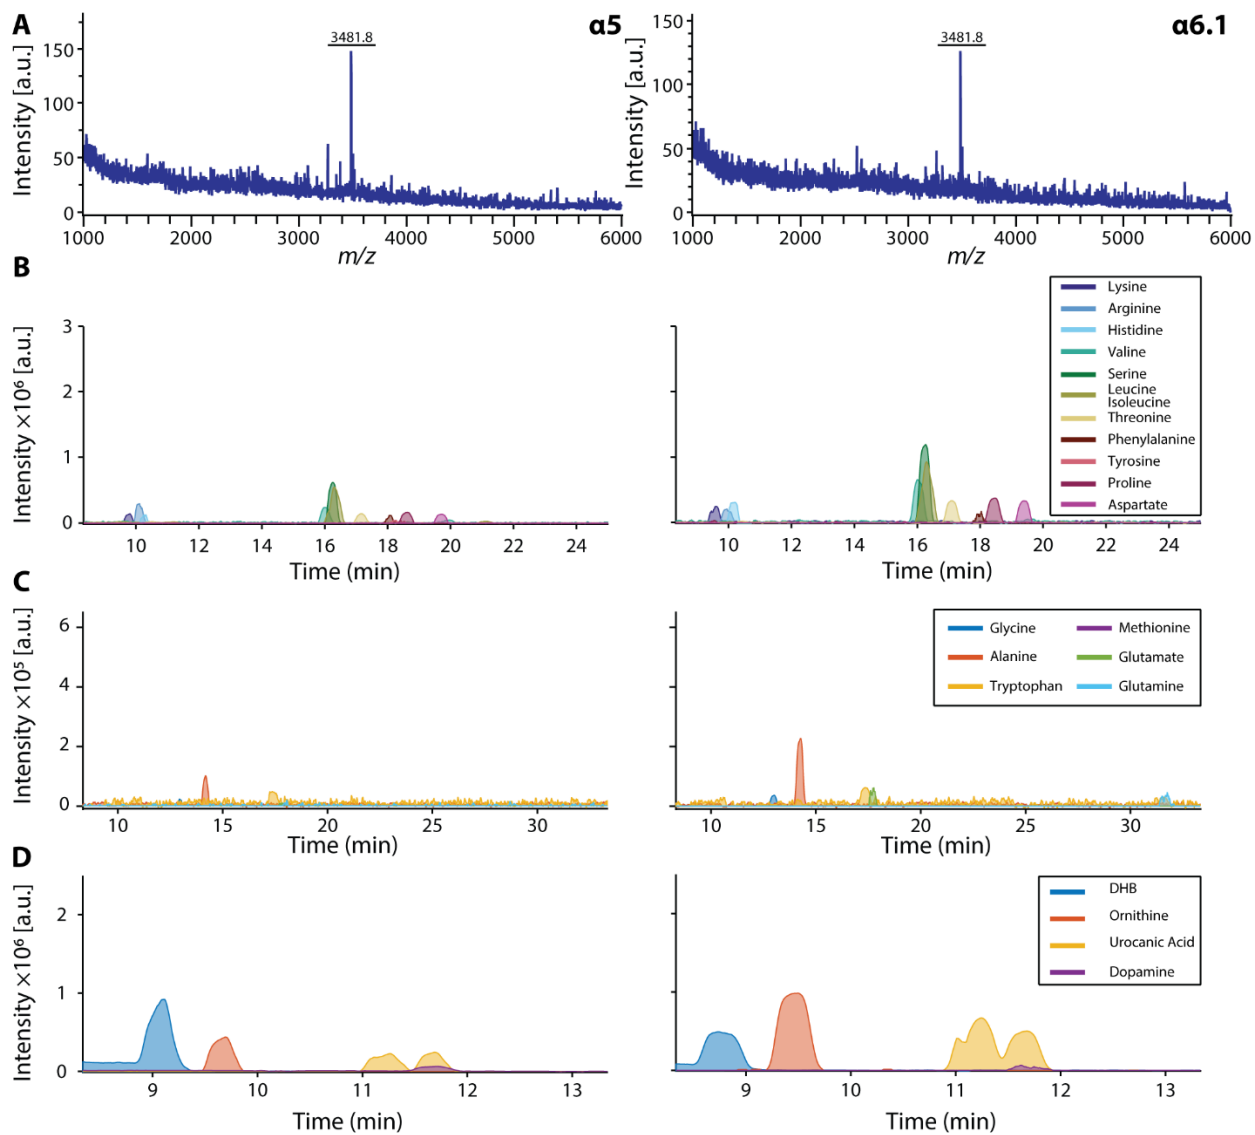 A
α5
α6.1
Intensity [a.u.]
150
100
50
0
3481.8
1000
2000
3000
4000
5000
6000
m/z
Intensity [a.u.]
150
100
50
0
3481.8
1000
2000
3000
4000
5000
6000
m/z
B
Intensity ×10⁶ [a.u.]
3
2
1
0
10
12
14
16
18
20
22
24
Time (min)
10
12
14
16
18
20
22
24
Time (min)
Lysine
Arginine
Histidine
Valine
Serine
Leucine
Isoleucine
Threonine
Phenylalanine
Tyrosine
Proline
Aspartate
C
Intensity ×10⁵ [a.u.]
6
4
2
0
10
15
20
25
30
Time (min)
10
15
20
25
30
Time (min)
Glycine
Methionine
Alanine
Glutamate
Tryptophan
Glutamine
D
Intensity ×10⁶ [a.u.]
2
1
0
9
10
11
12
13
Time (min)
9
10
11
12
13
Time (min)
DHB
Ornithine
Urocanic Acid
Dopamine